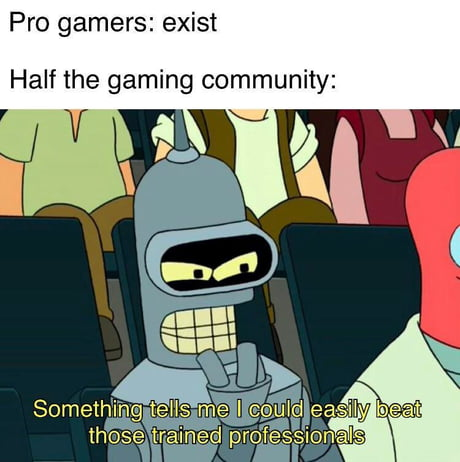 Pro gamers: exist
Half the gaming community:
Something tells me I could easily beat
those trained professionals